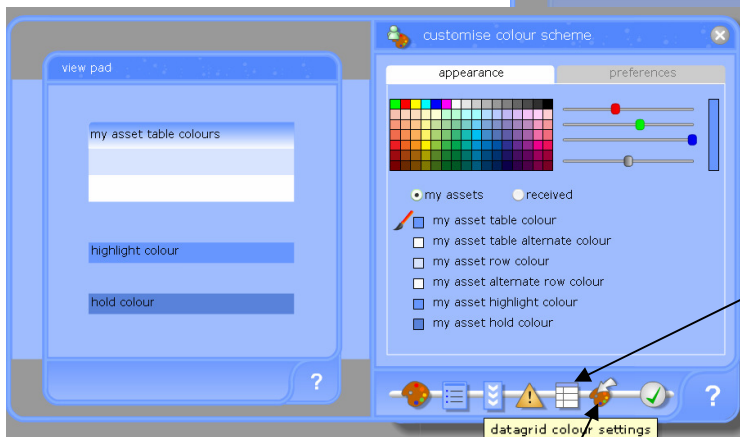 customise colour scheme
view pad
appearance
preferences
my asset table colours
my assets
received
my asset table colour
my asset table alternate colour
my asset row colour
my asset alternate row colour
my asset highlight colour
my asset hold colour
highlight colour
hold colour
?
?
datagrid colour settings